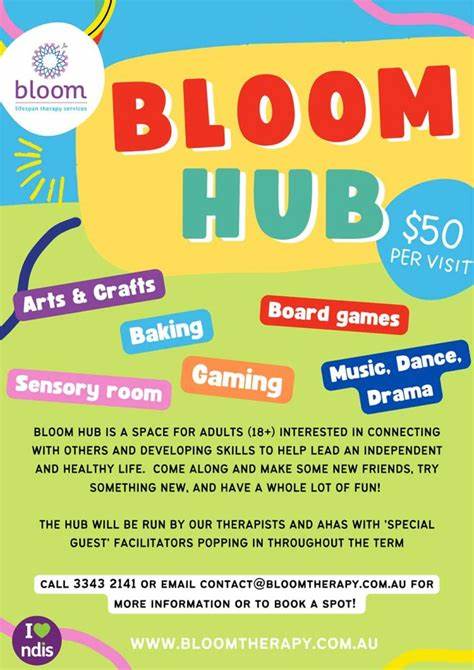 bloom
lifespan therapy services
BLOOM
HUB
$50
PER VISIT
Arts & Crafts
Baking
Board games
Sensory room
Gaming
Music, Dance,
Drama
BLOOM HUB IS A SPACE FOR ADULTS (18+) INTERESTED IN CONNECTING
WITH OTHERS AND DEVELOPING SKILLS TO HELP LEAD AN INDEPENDENT
AND HEALTHY LIFE. COME ALONG AND MAKE SOME NEW FRIENDS, TRY
SOMETHING NEW, AND HAVE A WHOLE LOT OF FUN!
THE HUB WILL BE RUN BY OUR THERAPISTS AND AHAS WITH 'SPECIAL
GUEST' FACILITATORS POPPING IN THROUGHOUT THE TERM
CALL 3343 2141 OR EMAIL CONTACT@BLOOMTHERAPY.COM.AU FOR
MORE INFORMATION OR TO BOOK A SPOT!
I
ndis
WWW.BLOOMTHERAPY.COM.AU